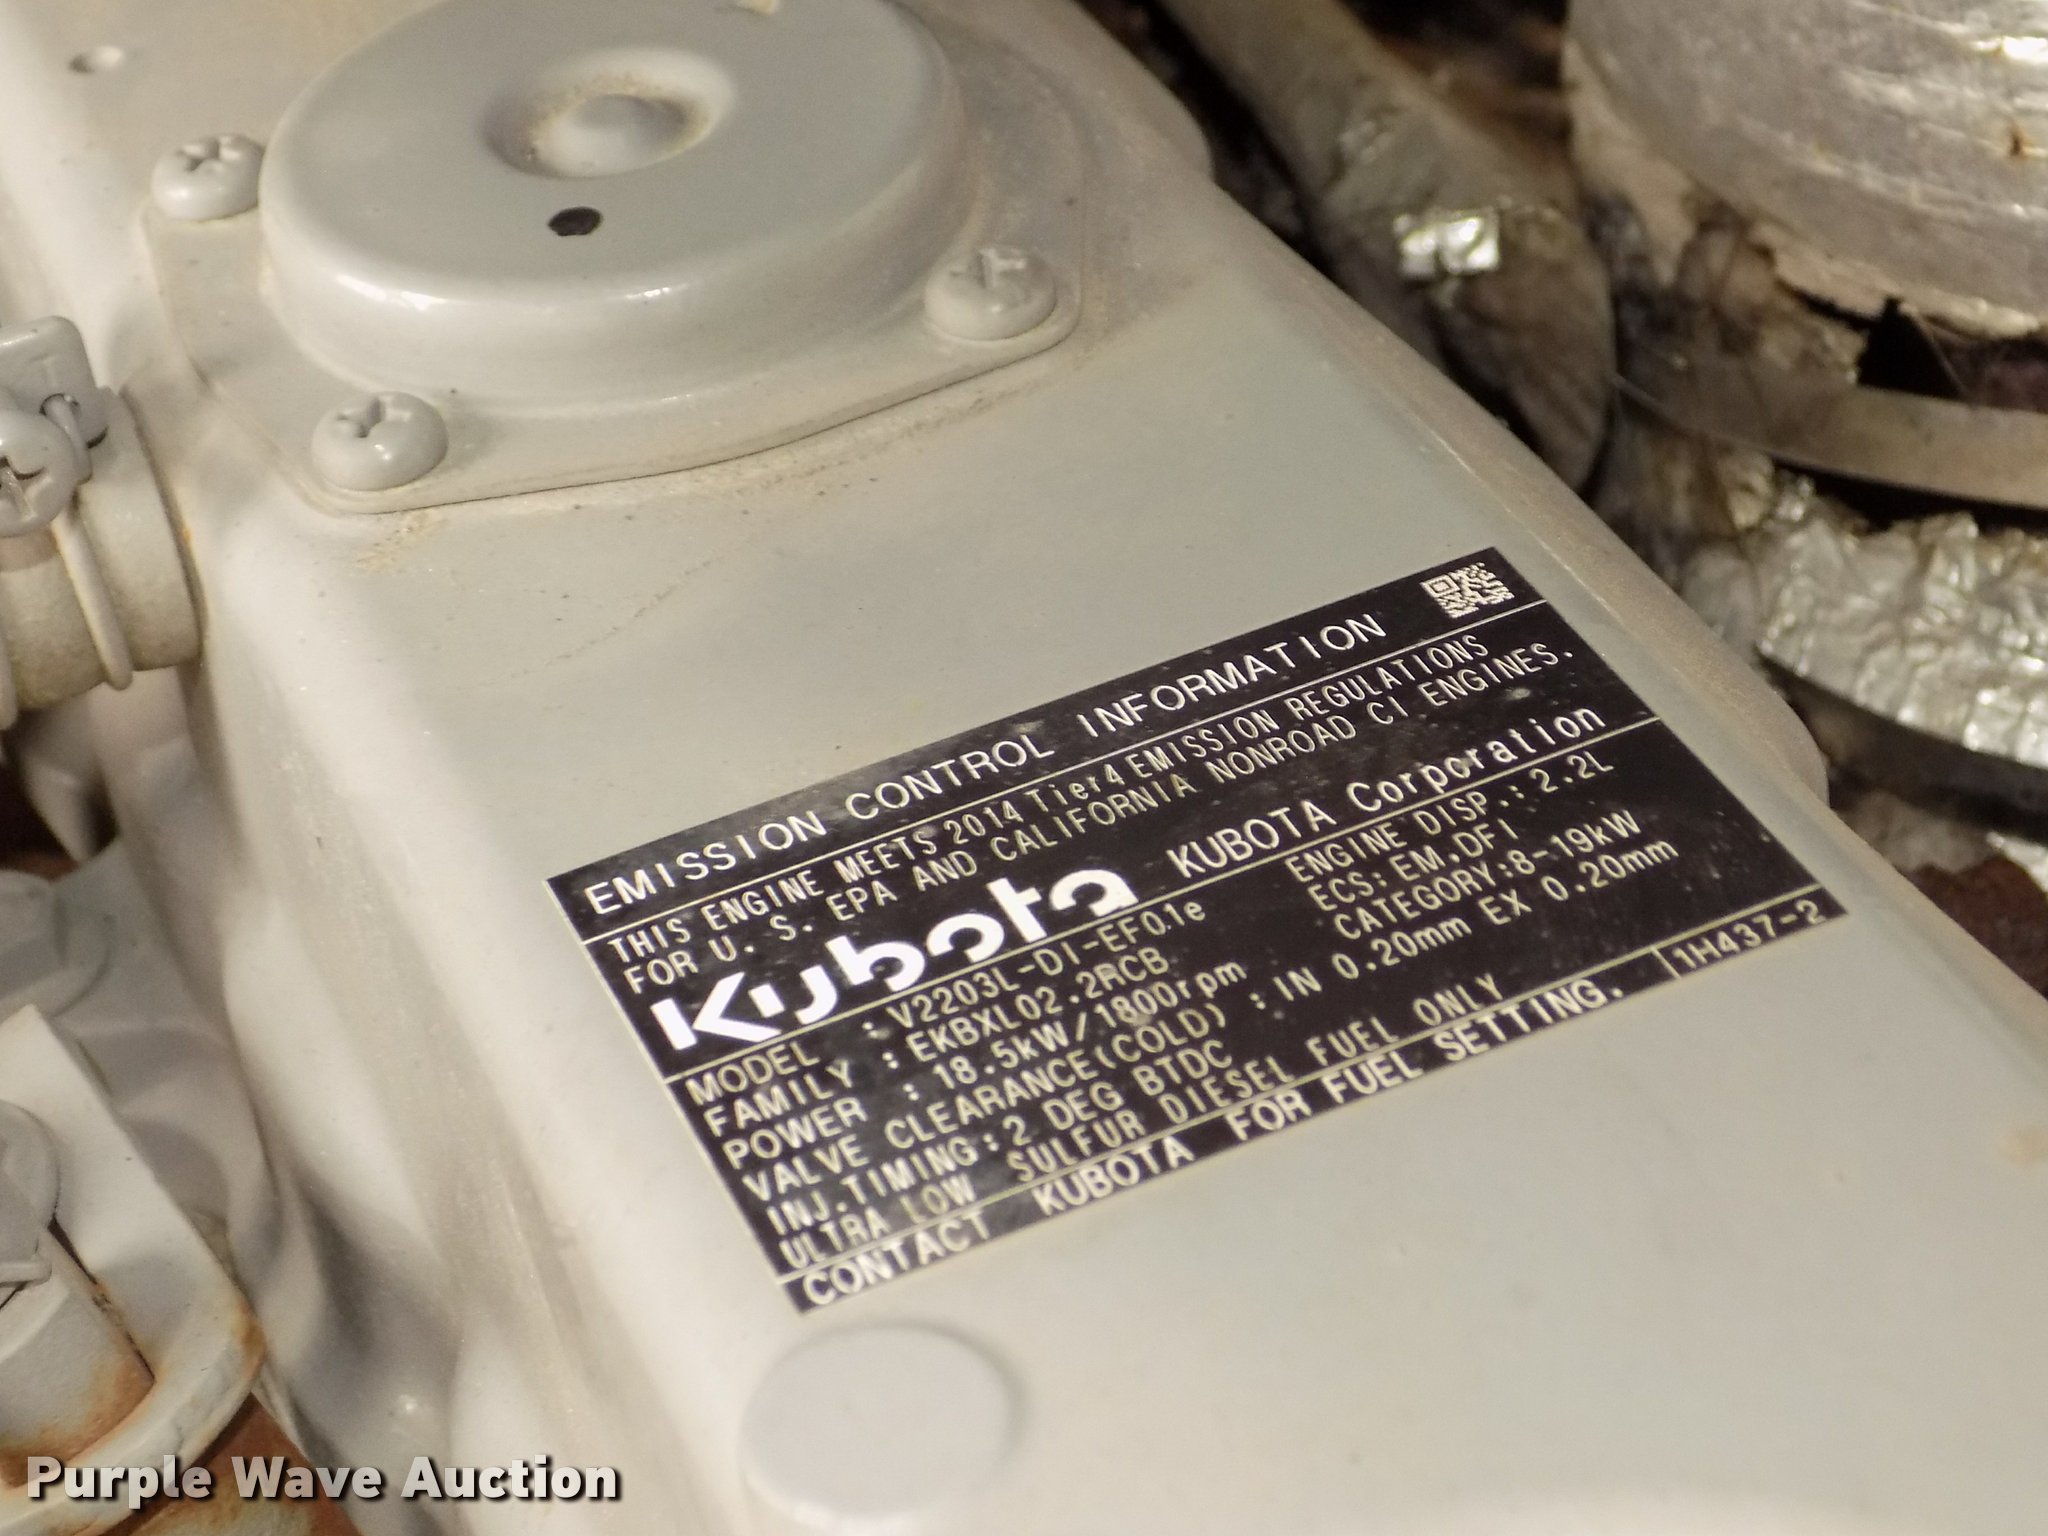 EMISSION CONTROL INFORMATION
THIS ENGINE MEETS 2014 Tier4 EMISSION REGULATIONS
FOR U. S. EPA AND CALIFORNIA NONROAD CI ENGINES.
Kubota KUBOTA Corporation
MODEL : V2203L-DI-EF01e ENGINE DISP.: 2.2L
FAMILY : EKBXL02.2RCB ECS: EM,DFI
POWER : 18.5kW/1800rpm CATEGORY:8-19kW
VALVE CLEARANCE(COLD) : IN 0.20mm EX 0.20mm
INJ.TIMING:2 DEG BTDC
ULTRA LOW SULFUR DIESEL FUEL ONLY
CONTACT KUBOTA FOR FUEL SETTING. 1H437-2
Purple Wave Auction